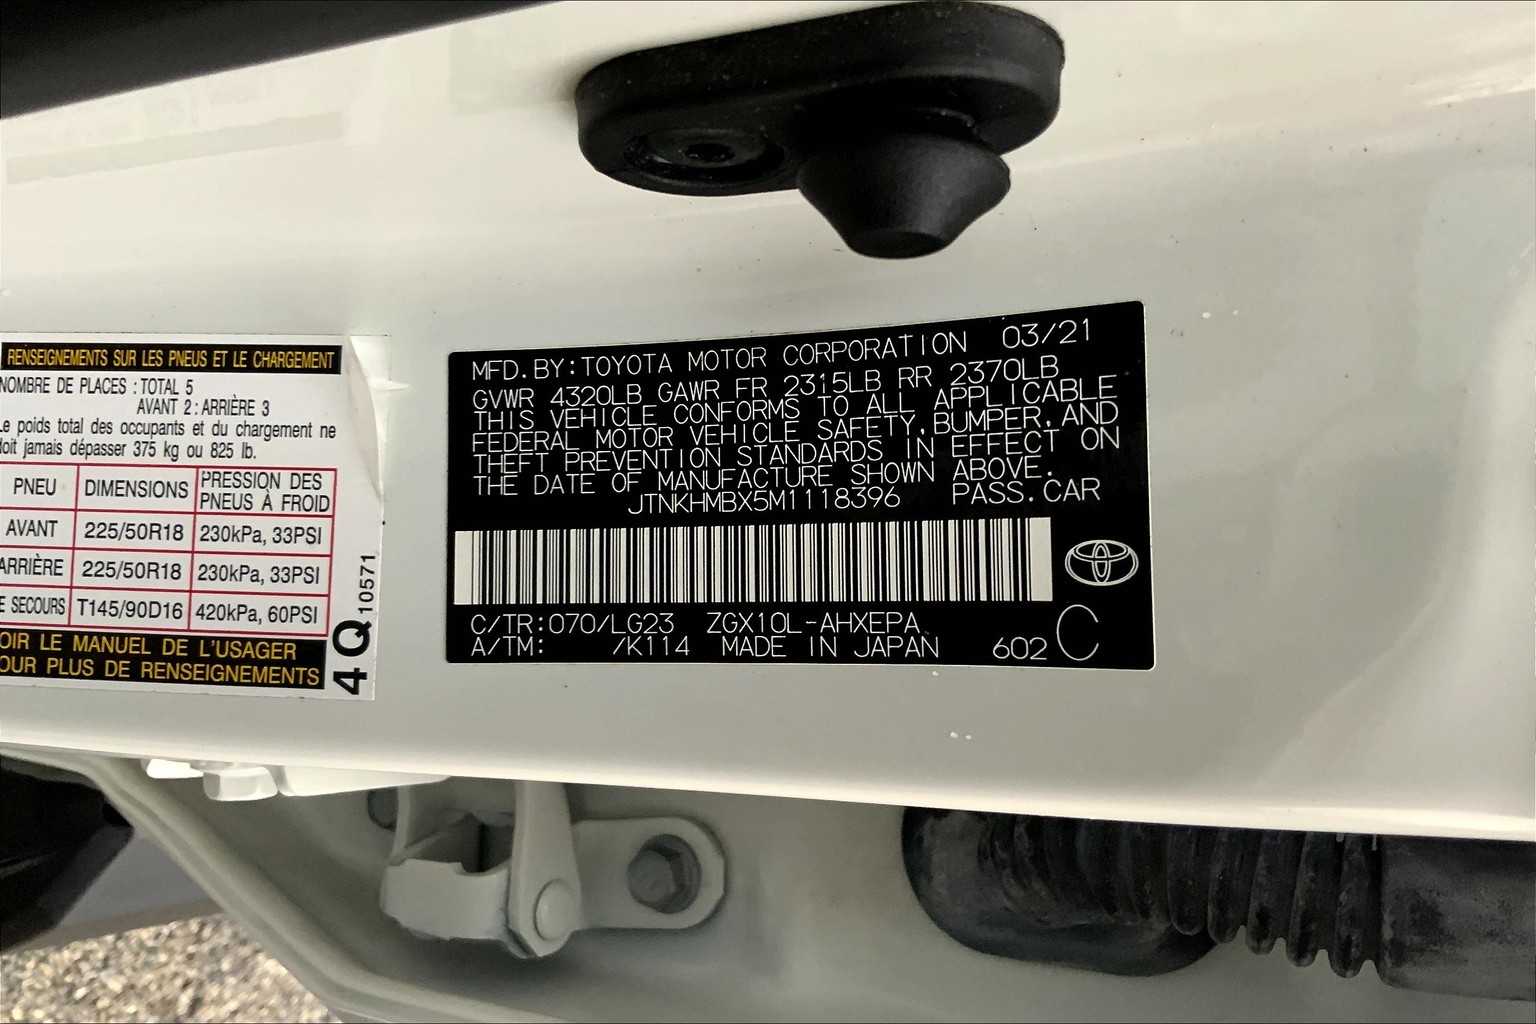 RENSEIGNEMENTS SUR LES PNEUS ET LE CHARGEMENT
NOMBRE DE PLACES : TOTAL 5
AVANT 2 : ARRIÈRE 3
Le poids total des occupants et du chargement ne
doit jamais dépasser 375 kg ou 825 lb.
PNEU DIMENSIONS PRESSION DES PNEUS À FROID
AVANT 225/50R18 230kPa, 33PSI
ARRIÈRE 225/50R18 230kPa, 33PSI
E SECOURS T145/90D16 420kPa, 60PSI
OIR LE MANUEL DE L'USAGER
OUR PLUS DE RENSEIGNEMENTS
4Q 10571
MFD. BY: TOYOTA MOTOR CORPORATION 03/21
GVWR 4320LB GAWR FR 2315LB RR 2370LB
THIS VEHICLE CONFORMS TO ALL APPLICABLE
FEDERAL MOTOR VEHICLE SAFETY, BUMPER, AND
THEFT PREVENTION STANDARDS IN EFFECT ON
THE DATE OF MANUFACTURE SHOWN ABOVE.
JTNKHMBX5M1118396 PASS. CAR
C/TR: 070/LG23 ZGX10L-AHXEPA
A/TM: /K114 MADE IN JAPAN 602 C